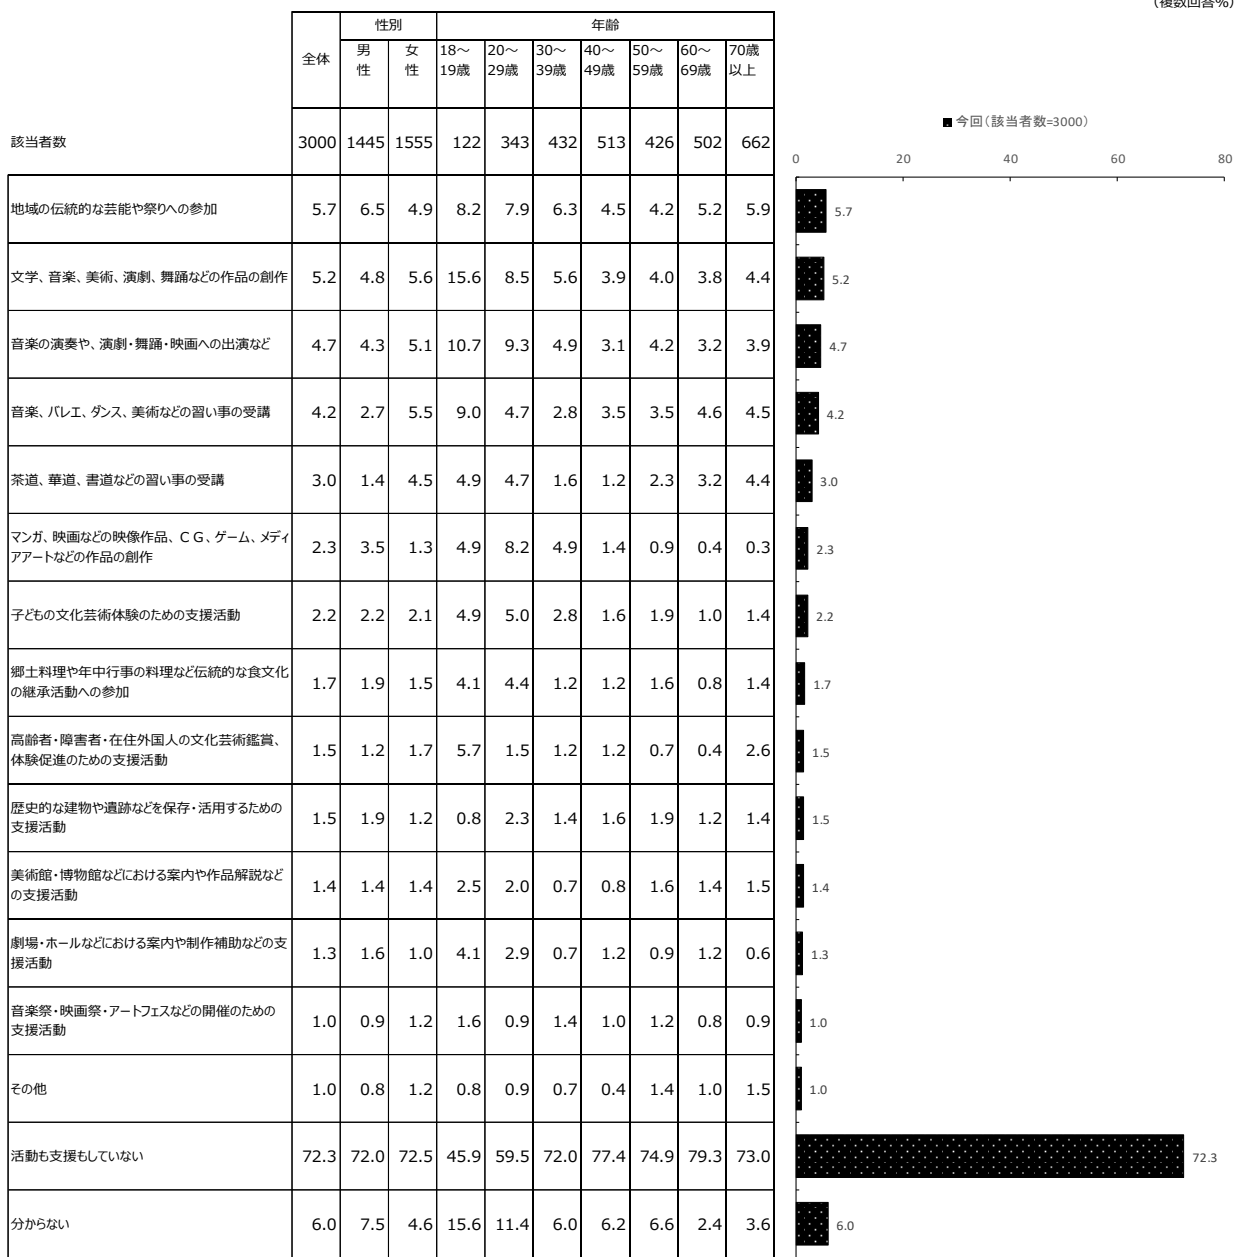 (複数回答%)
性別 年齢
全体 男性 女性 18～19歳 20～29歳 30～39歳 40～49歳 50～59歳 60～69歳 70歳以上
該当者数 3000 1445 1555 122 343 432 513 426 502 662
■今回(該当者数=3000)
0 20 40 60 80
地域の伝統的な芸能や祭りへの参加 5.7 6.5 4.9 8.2 7.9 6.3 4.5 4.2 5.2 5.9 5.7
文学、音楽、美術、演劇、舞踊などの作品の創作 5.2 4.8 5.6 15.6 8.5 5.6 3.9 4.0 3.8 4.4 5.2
音楽の演奏や、演劇・舞踊・映画への出演など 4.7 4.3 5.1 10.7 9.3 4.9 3.1 4.2 3.2 3.9 4.7
音楽、バレエ、ダンス、美術などの習い事の受講 4.2 2.7 5.5 9.0 4.7 2.8 3.5 3.5 4.6 4.5 4.2
茶道、華道、書道などの習い事の受講 3.0 1.4 4.5 4.9 4.7 1.6 1.2 2.3 3.2 4.4 3.0
マンガ、映画などの映像作品、ＣＧ、ゲーム、メディ
アアートなどの作品の創作 2.3 3.5 1.3 4.9 8.2 4.9 1.4 0.9 0.4 0.3 2.3
子どもの文化芸術体験のための支援活動 2.2 2.2 2.1 4.9 5.0 2.8 1.6 1.9 1.0 1.4 2.2
郷土料理や年中行事の料理など伝統的な食文化
の継承活動への参加 1.7 1.9 1.5 4.1 4.4 1.2 1.2 1.6 0.8 1.4 1.7
高齢者・障害者・在住外国人の文化芸術鑑賞、
体験促進のための支援活動 1.5 1.2 1.7 5.7 1.5 1.2 1.2 0.7 0.4 2.6 1.5
歴史的な建物や遺跡などを保存・活用するための
支援活動 1.5 1.9 1.2 0.8 2.3 1.4 1.6 1.9 1.2 1.4 1.5
美術館・博物館などにおける案内や作品解説など
の支援活動 1.4 1.4 1.4 2.5 2.0 0.7 0.8 1.6 1.4 1.5 1.4
劇場・ホールなどにおける案内や制作補助などの支
援活動 1.3 1.6 1.0 4.1 2.9 0.7 1.2 0.9 1.2 0.6 1.3
音楽祭・映画祭・アートフェスなどの開催のための
支援活動 1.0 0.9 1.2 1.6 0.9 1.4 1.0 1.2 0.8 0.9 1.0
その他 1.0 0.8 1.2 0.8 0.9 0.7 0.4 1.4 1.0 1.5 1.0
活動も支援もしていない 72.3 72.0 72.5 45.9 59.5 72.0 77.4 74.9 79.3 73.0 72.3
分からない 6.0 7.5 4.6 15.6 11.4 6.0 6.2 6.6 2.4 3.6 6.0